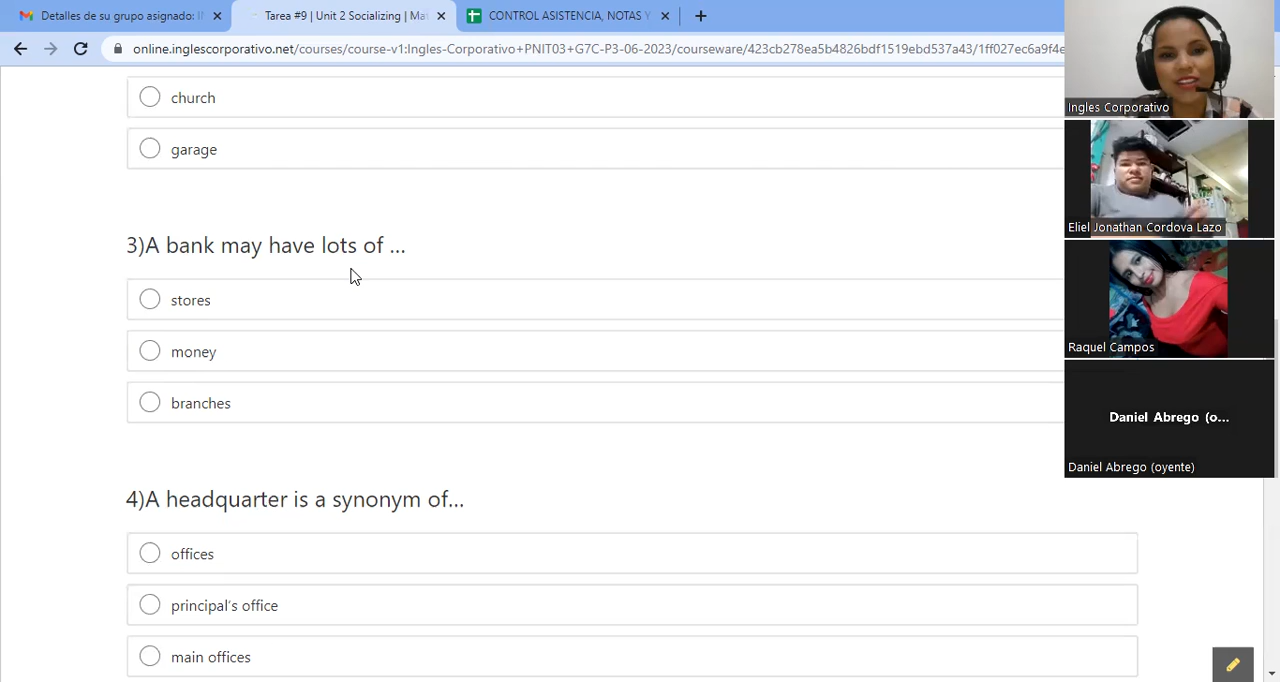 Detalles de su grupo asignado: I
Tarea #9 | Unit 2 Socializing | Mat
CONTROL ASISTENCIA, NOTAS Y
online.inglescorporativo.net/courses/course-v1:Ingles-Corporativo+PNIT03+G7C-P3-06-2023/courseware/423cb278ea5b4826bdf1519ebd537a43/1ff027ec6a9f4e
church
garage
3)A bank may have lots of ...
stores
money
branches
4)A headquarter is a synonym of...
offices
principal's office
main offices
Ingles Corporativo
Eliel Jonathan Cordova Lazo
Raquel Campos
Daniel Abrego (o...
Daniel Abrego (oyente)